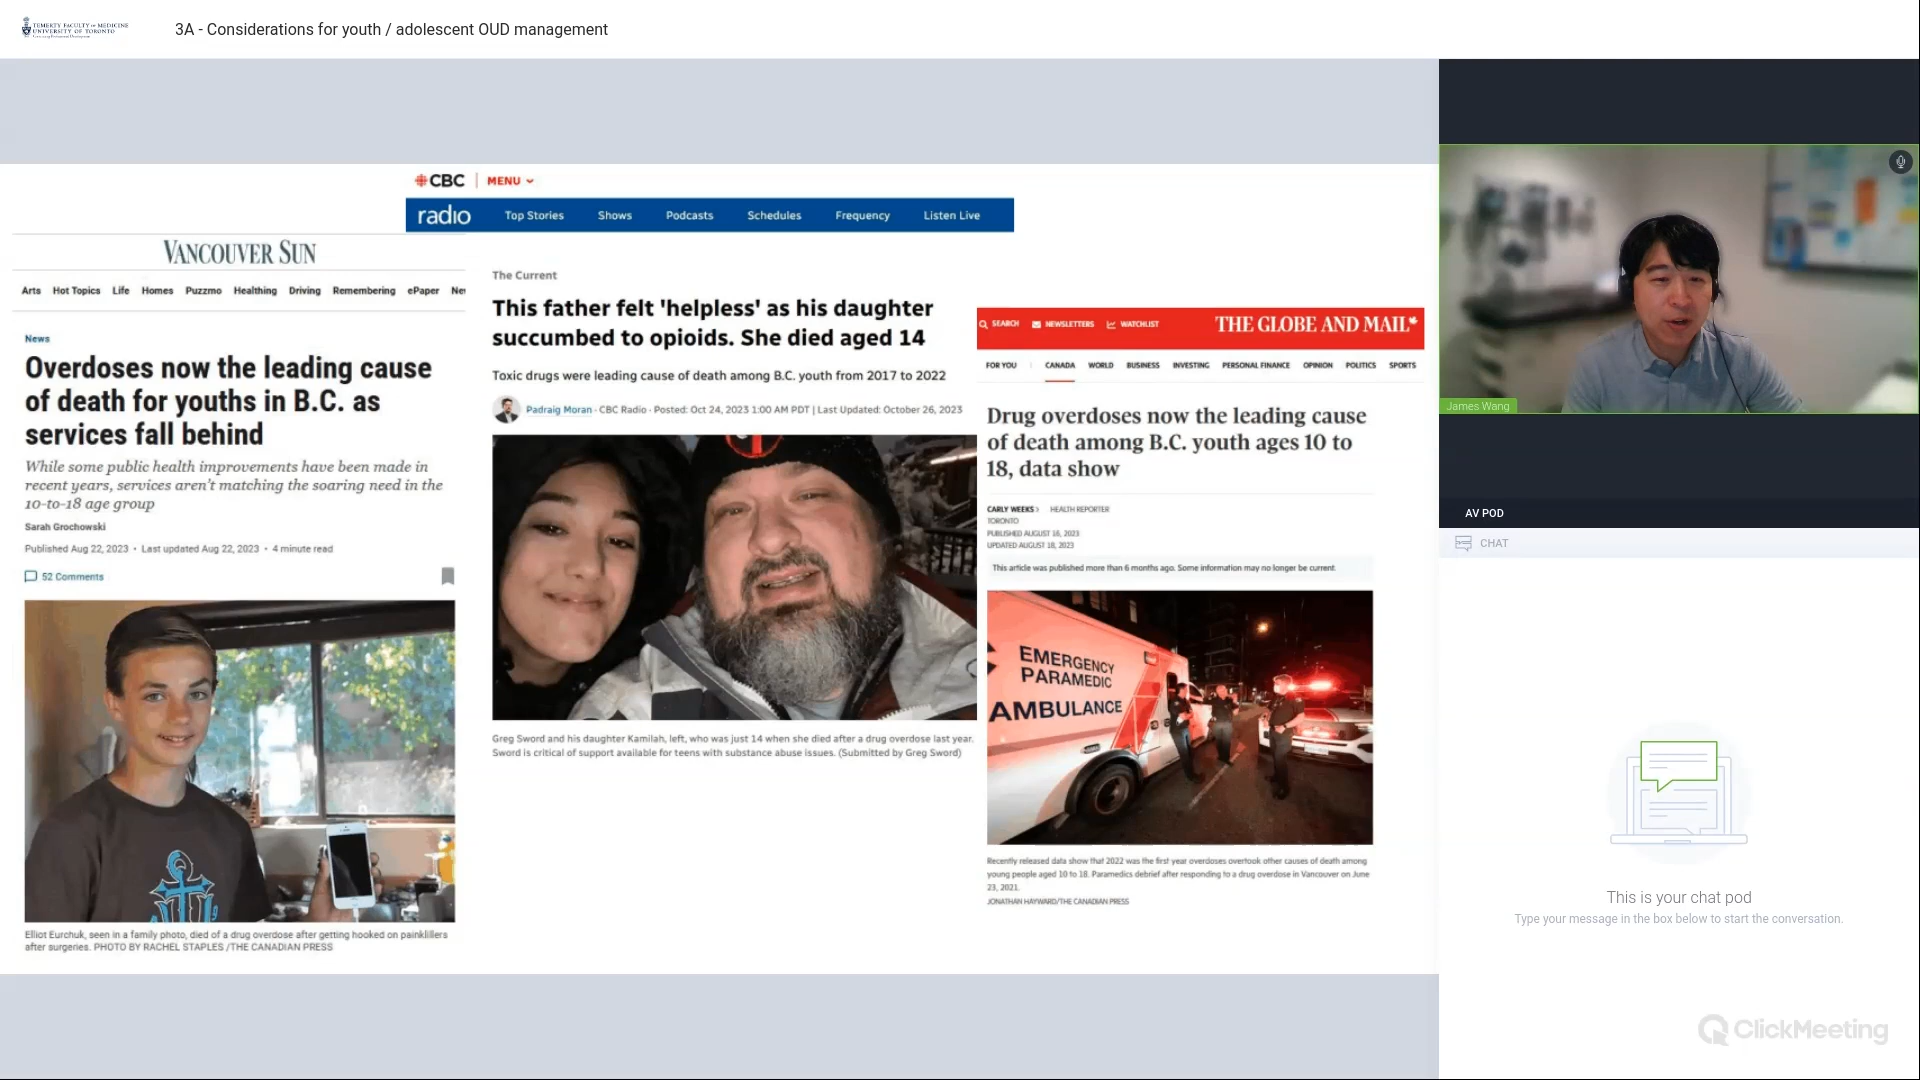 TEMERTY FACULTY OF MEDICINE
UNIVERSITY OF TORONTO
3A - Considerations for youth / adolescent OUD management
CBC MENU
radio Top Stories Shows Podcasts Schedules Frequency Listen Live
VANCOUVER SUN
Arts Hot Topics Life Homes Puzzmo Healthing Driving Remembering ePaper
News
Overdoses now the leading cause
of death for youths in B.C. as
services fall behind
While some public health improvements have been made in
recent years, services aren't matching the soaring need in the
10-to-18 age group
Sarah Grochowski
Published Aug 22, 2023 • Last updated Aug 22, 2023 • 4 minute read
52 Comments
Elliot Eurchuk, seen in a family photo, died of a drug overdose after getting hooked on painkillers
after surgeries. PHOTO BY RACHEL STAPLES /THE CANADIAN PRESS
The Current
This father felt 'helpless' as his daughter
succumbed to opioids. She died aged 14
Toxic drugs were leading cause of death among B.C. youth from 2017 to 2022
Padraig Moran · CBC Radio · Posted: Oct 24, 2023 1:00 AM PDT | Last Updated: October 26, 2023
Greg Sword and his daughter Kamilah, left, who was just 14 when she died after a drug overdose last year.
Sword is critical of support available for teens with substance abuse issues. (Submitted by Greg Sword)
SEARCH NEWSLETTERS WATCHLIST THE GLOBE AND MAIL
FOR YOU CANADA WORLD BUSINESS INVESTING PERSONAL FINANCE OPINION POLITICS SPORTS
Drug overdoses now the leading cause
of death among B.C. youth ages 10 to
18, data show
CARLY WEEKS > HEALTH REPORTER
TORONTO
PUBLISHED AUGUST 16, 2023
UPDATED AUGUST 18, 2023
This article was published more than 6 months ago. Some information may no longer be current.
EMERGENCY
PARAMEDIC
AMBULANCE
Recently released data show that 2022 was the first year overdoses overtook other causes of death among
young people aged 10 to 18. Paramedics debrief after responding to a drug overdose in Vancouver on June
23, 2021.
JONATHAN HAYWARD/THE CANADIAN PRESS
James Wang
AV POD
CHAT
This is your chat pod
Type your message in the box below to start the conversation.
ClickMeeting